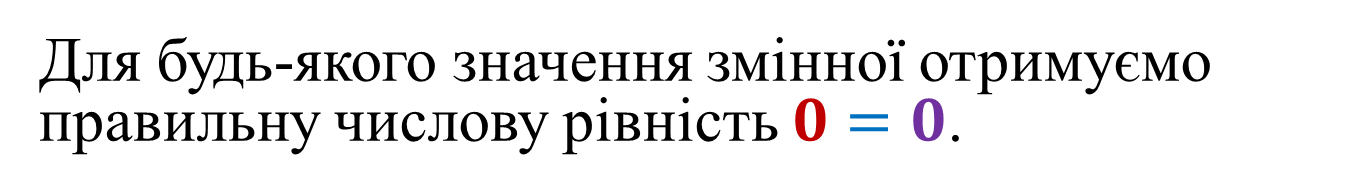 Для будь-якого значення змінної отримуємо
правильну числову рівність 0 = 0.